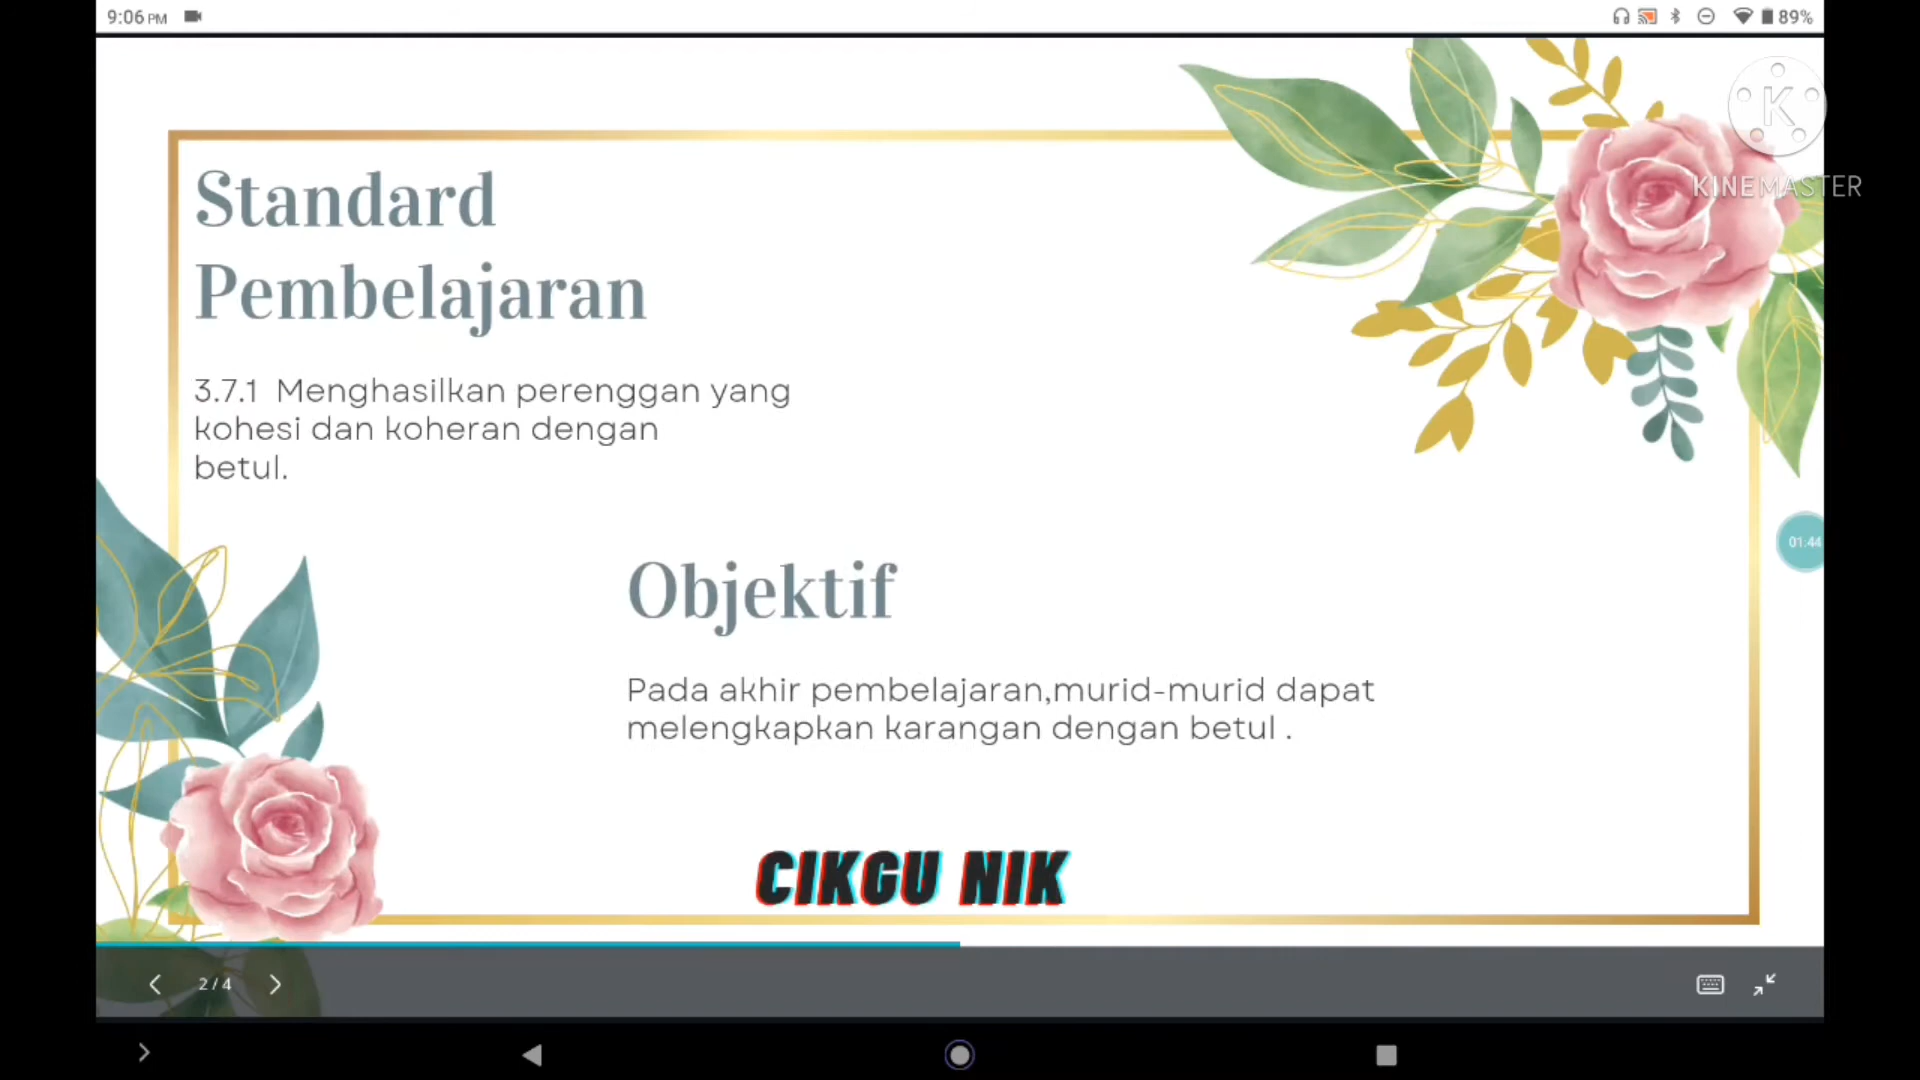 9:06 PM
89%
K
KINEMASTER
Standard
Pembelajaran
3.7.1 Menghasilkan perenggan yang
kohesi dan koheran dengan
betul.
01:44
Objektif
Pada akhir pembelajaran,murid-murid dapat
melengkapkan karangan dengan betul .
CIKGU NIK
2 / 4